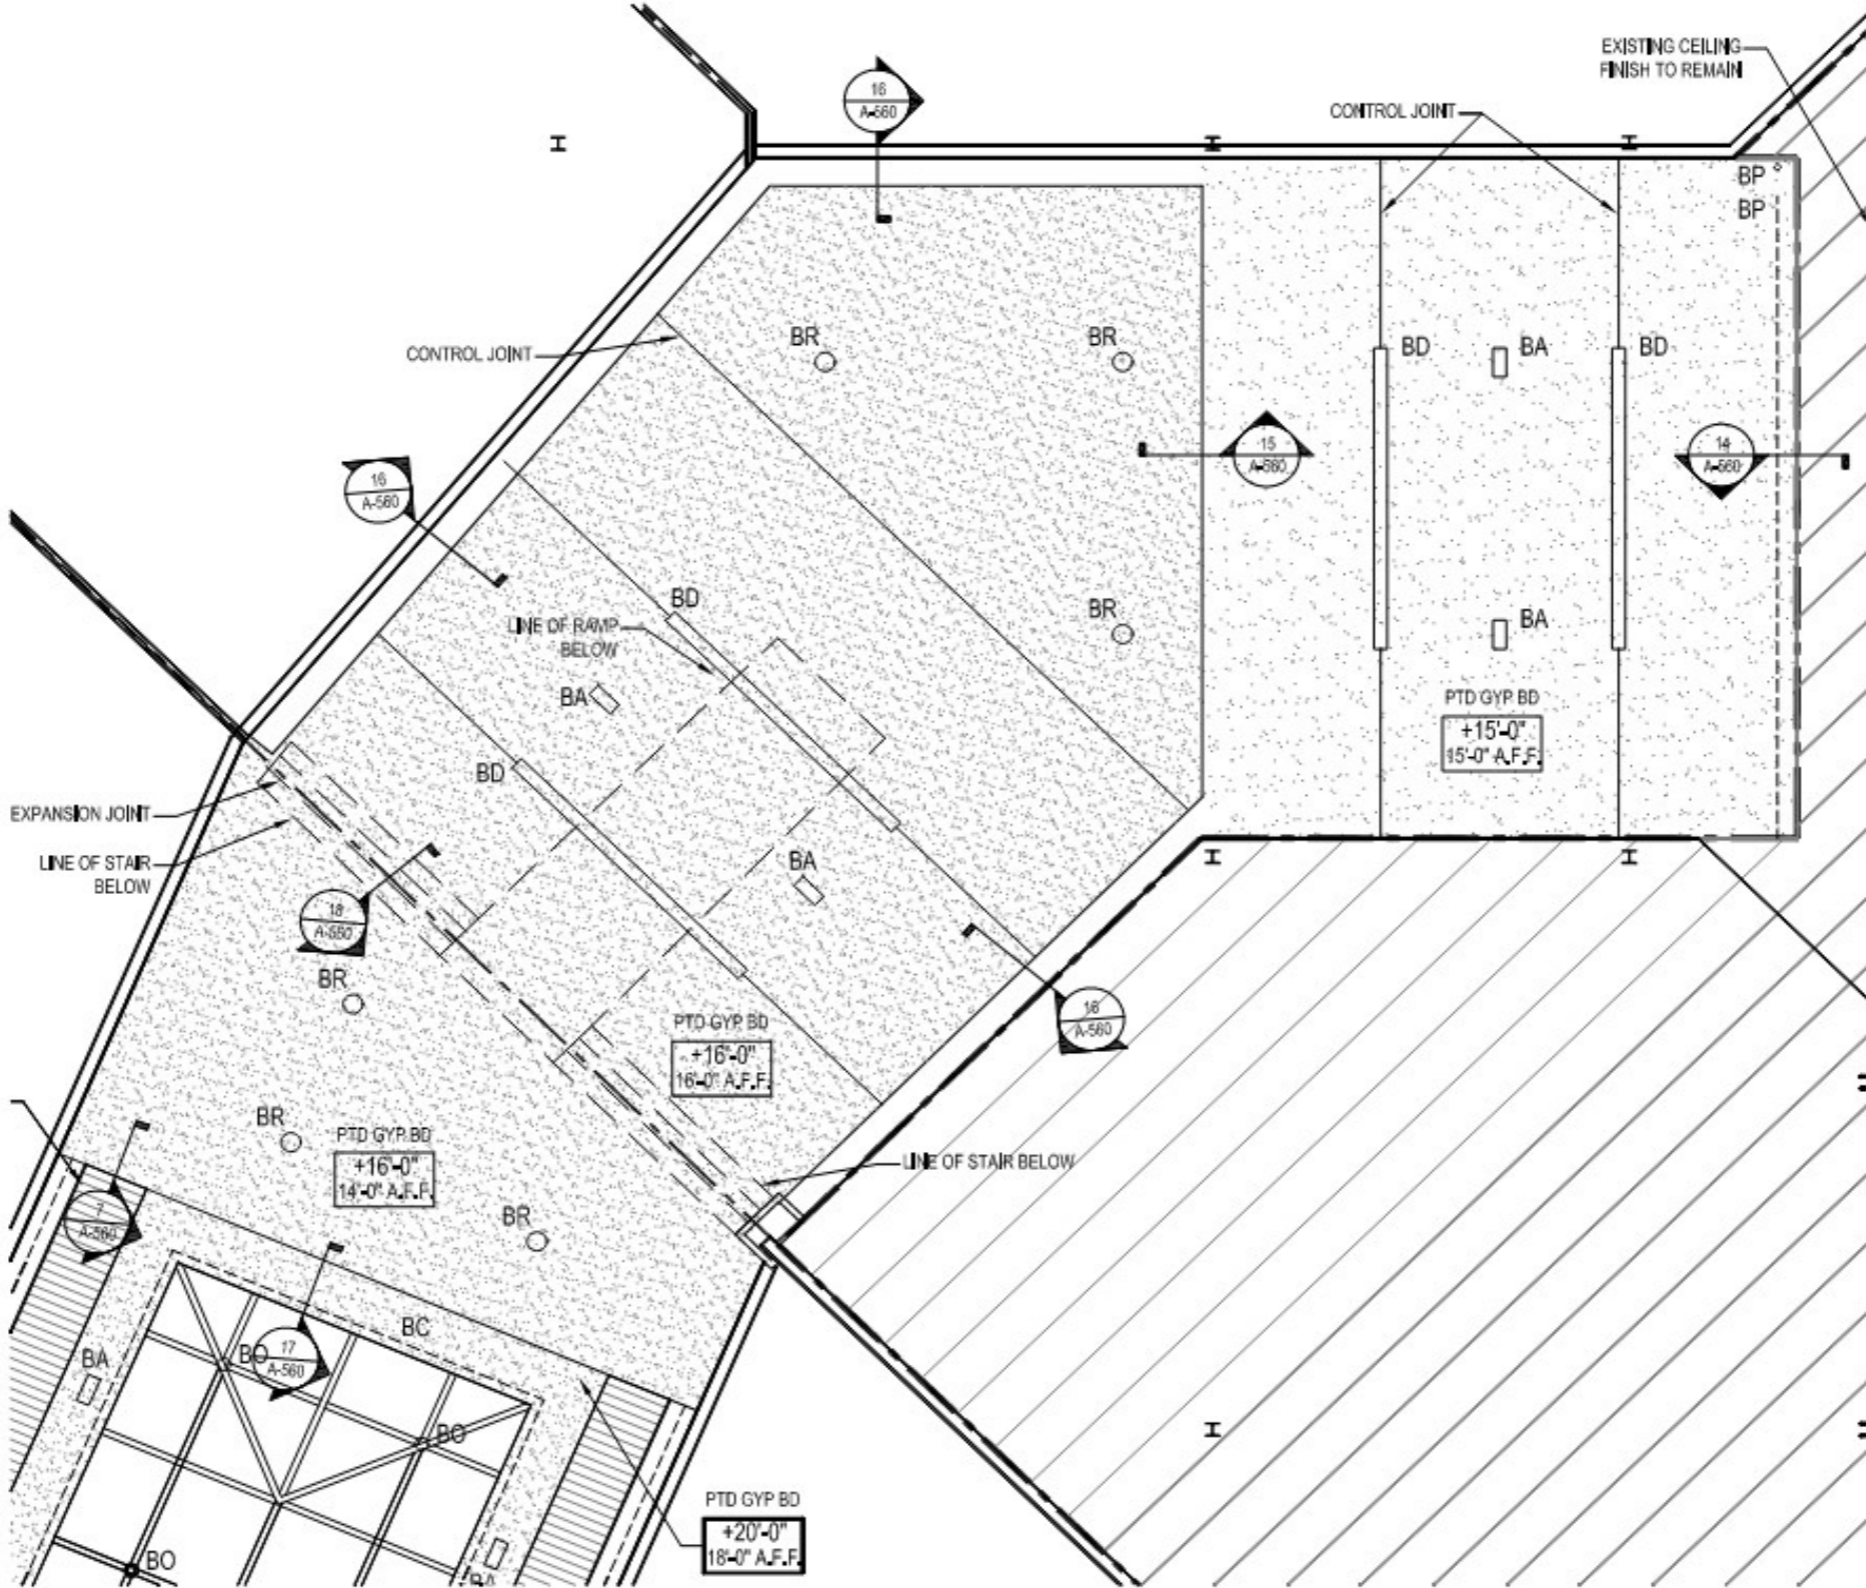 EXISTING CEILING
FINISH TO REMAIN
16
A-560
CONTROL JOINT
BP
BP
BR
BR
BD
BA
BD
CONTROL JOINT
15
A-560
14
A-560
16
A-560
BD
BR
BA
LINE OF RAMP
BELOW
BA
PTD GYP BD
+15'-0"
15'-0" A.F.F.
BD
EXPANSION JOINT
LINE OF STAIR
BELOW
BA
18
A-560
BR
16
A-560
PTD GYP BD
+16'-0"
16'-0" A.F.F.
BR
PTD GYP BD
+16'-0"
14'-0" A.F.F.
LINE OF STAIR BELOW
7
A-560
BR
BC
BO
17
A-560
BA
BO
PTD GYP BD
+20'-0"
18'-0" A.F.F.
BO
BA